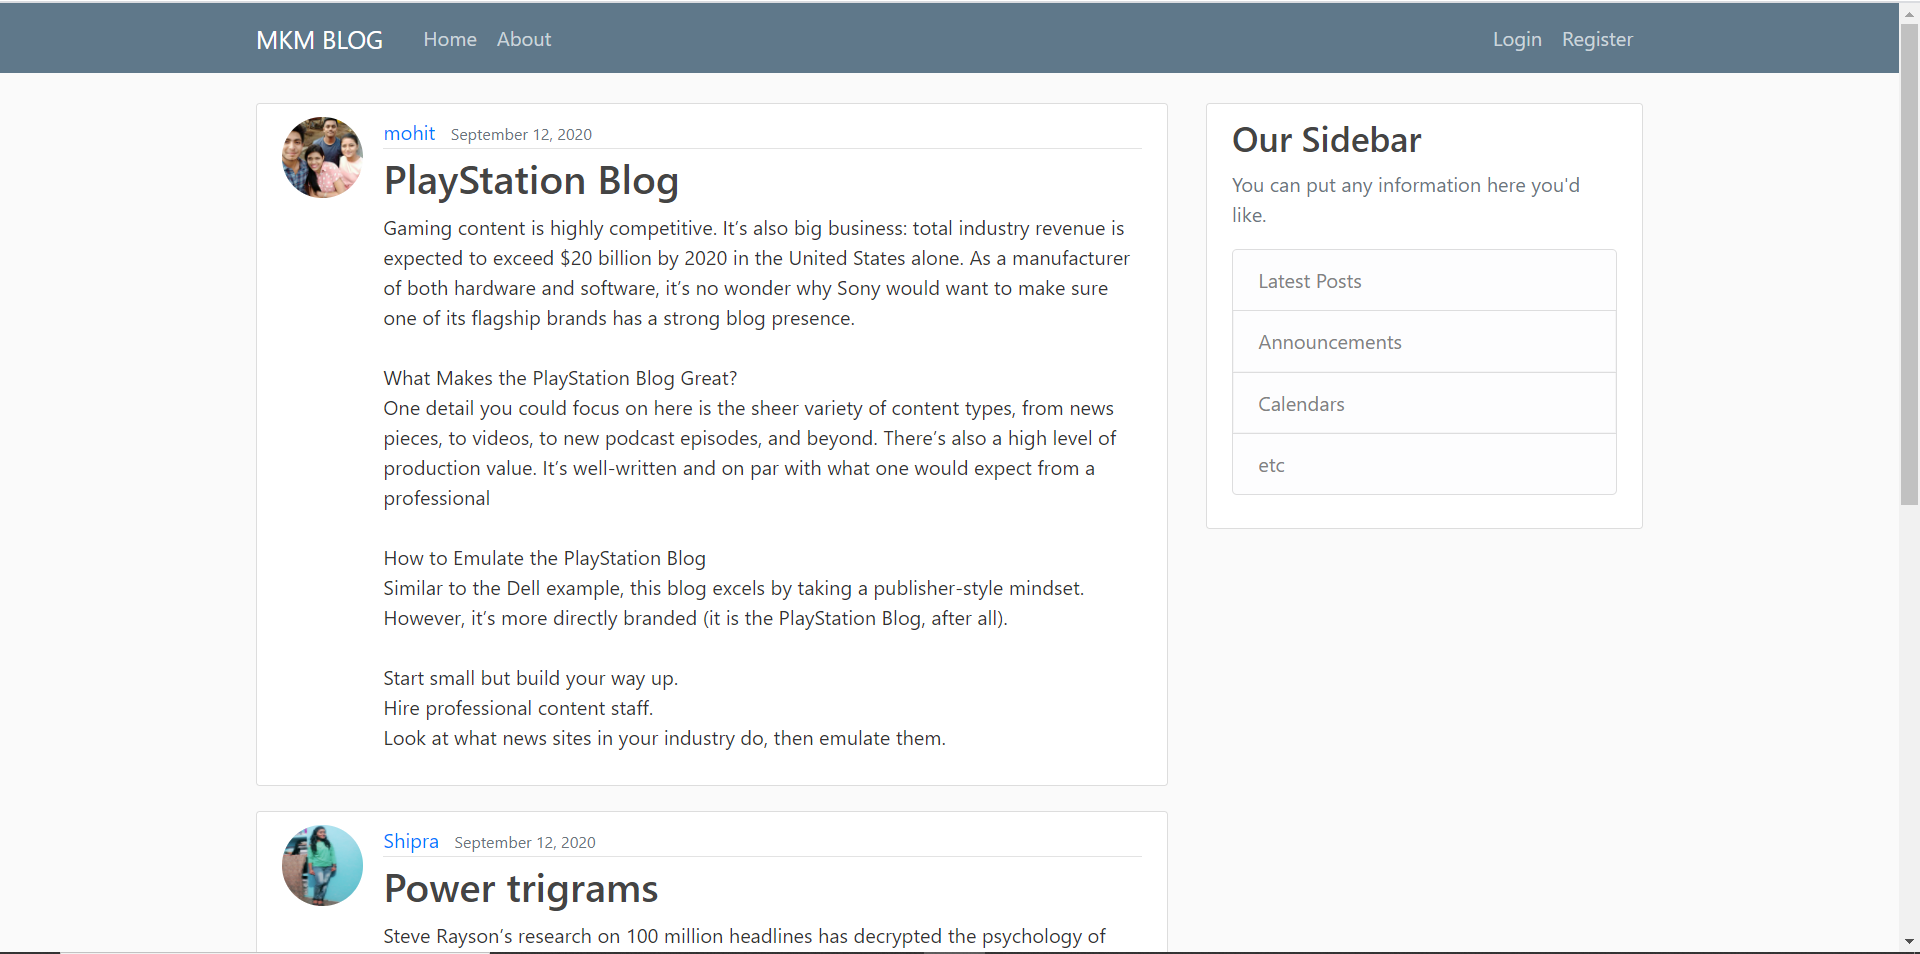 MKM BLOG Home About Login Register
mohit September 12, 2020
PlayStation Blog
Gaming content is highly competitive. It’s also big business: total industry revenue is
expected to exceed $20 billion by 2020 in the United States alone. As a manufacturer
of both hardware and software, it’s no wonder why Sony would want to make sure
one of its flagship brands has a strong blog presence.
What Makes the PlayStation Blog Great?
One detail you could focus on here is the sheer variety of content types, from news
pieces, to videos, to new podcast episodes, and beyond. There’s also a high level of
production value. It’s well-written and on par with what one would expect from a
professional
How to Emulate the PlayStation Blog
Similar to the Dell example, this blog excels by taking a publisher-style mindset.
However, it’s more directly branded (it is the PlayStation Blog, after all).
Start small but build your way up.
Hire professional content staff.
Look at what news sites in your industry do, then emulate them.
Shipra September 12, 2020
Power trigrams
Steve Rayson’s research on 100 million headlines has decrypted the psychology of
Our Sidebar
You can put any information here you'd
like.
Latest Posts
Announcements
Calendars
etc